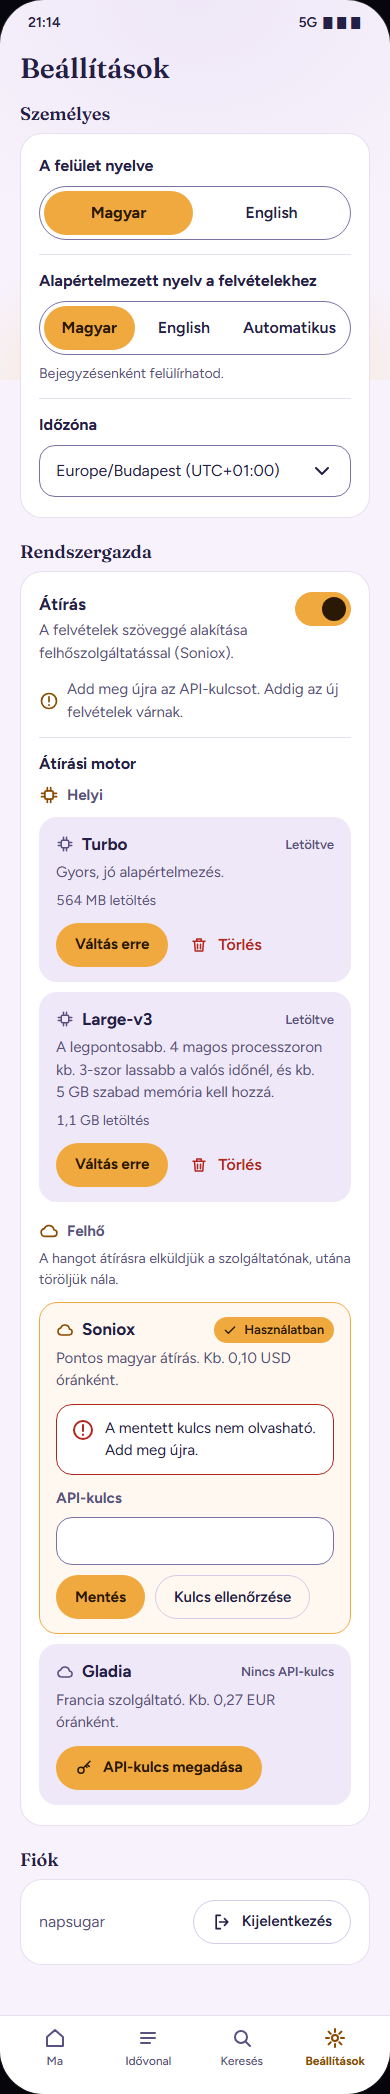 21:14
5G
Beállítások
Személyes
A felület nyelve
Magyar English
Alapértelmezett nyelv a felvételekhez
Magyar English Automatikus
Bejegyzésenként felülírhatod.
Időzóna
Europe/Budapest (UTC+01:00)
Rendszergazda
Átírás
A felvételek szöveggé alakítása
felhőszolgáltatással (Soniox).
Add meg újra az API-kulcsot. Addig az új
felvételek várnak.
Átírási motor
Helyi
Turbo Letöltve
Gyors, jó alapértelmezés.
564 MB letöltés
Váltás erre Törlés
Large-v3 Letöltve
A legpontosabb. 4 magos processzoron
kb. 3-szor lassabb a valós időnél, és kb.
5 GB szabad memória kell hozzá.
1,1 GB letöltés
Váltás erre Törlés
Felhő
A hangot átírásra elküldjük a szolgáltatónak, utána
töröljük nála.
Soniox Használatban
Pontos magyar átírás. Kb. 0,10 USD
óránként.
A mentett kulcs nem olvasható.
Add meg újra.
API-kulcs
Mentés Kulcs ellenőrzése
Gladia Nincs API-kulcs
Francia szolgáltató. Kb. 0,27 EUR
óránként.
API-kulcs megadása
Fiók
napsugar Kijelentkezés
Ma Idővonal Keresés Beállítások